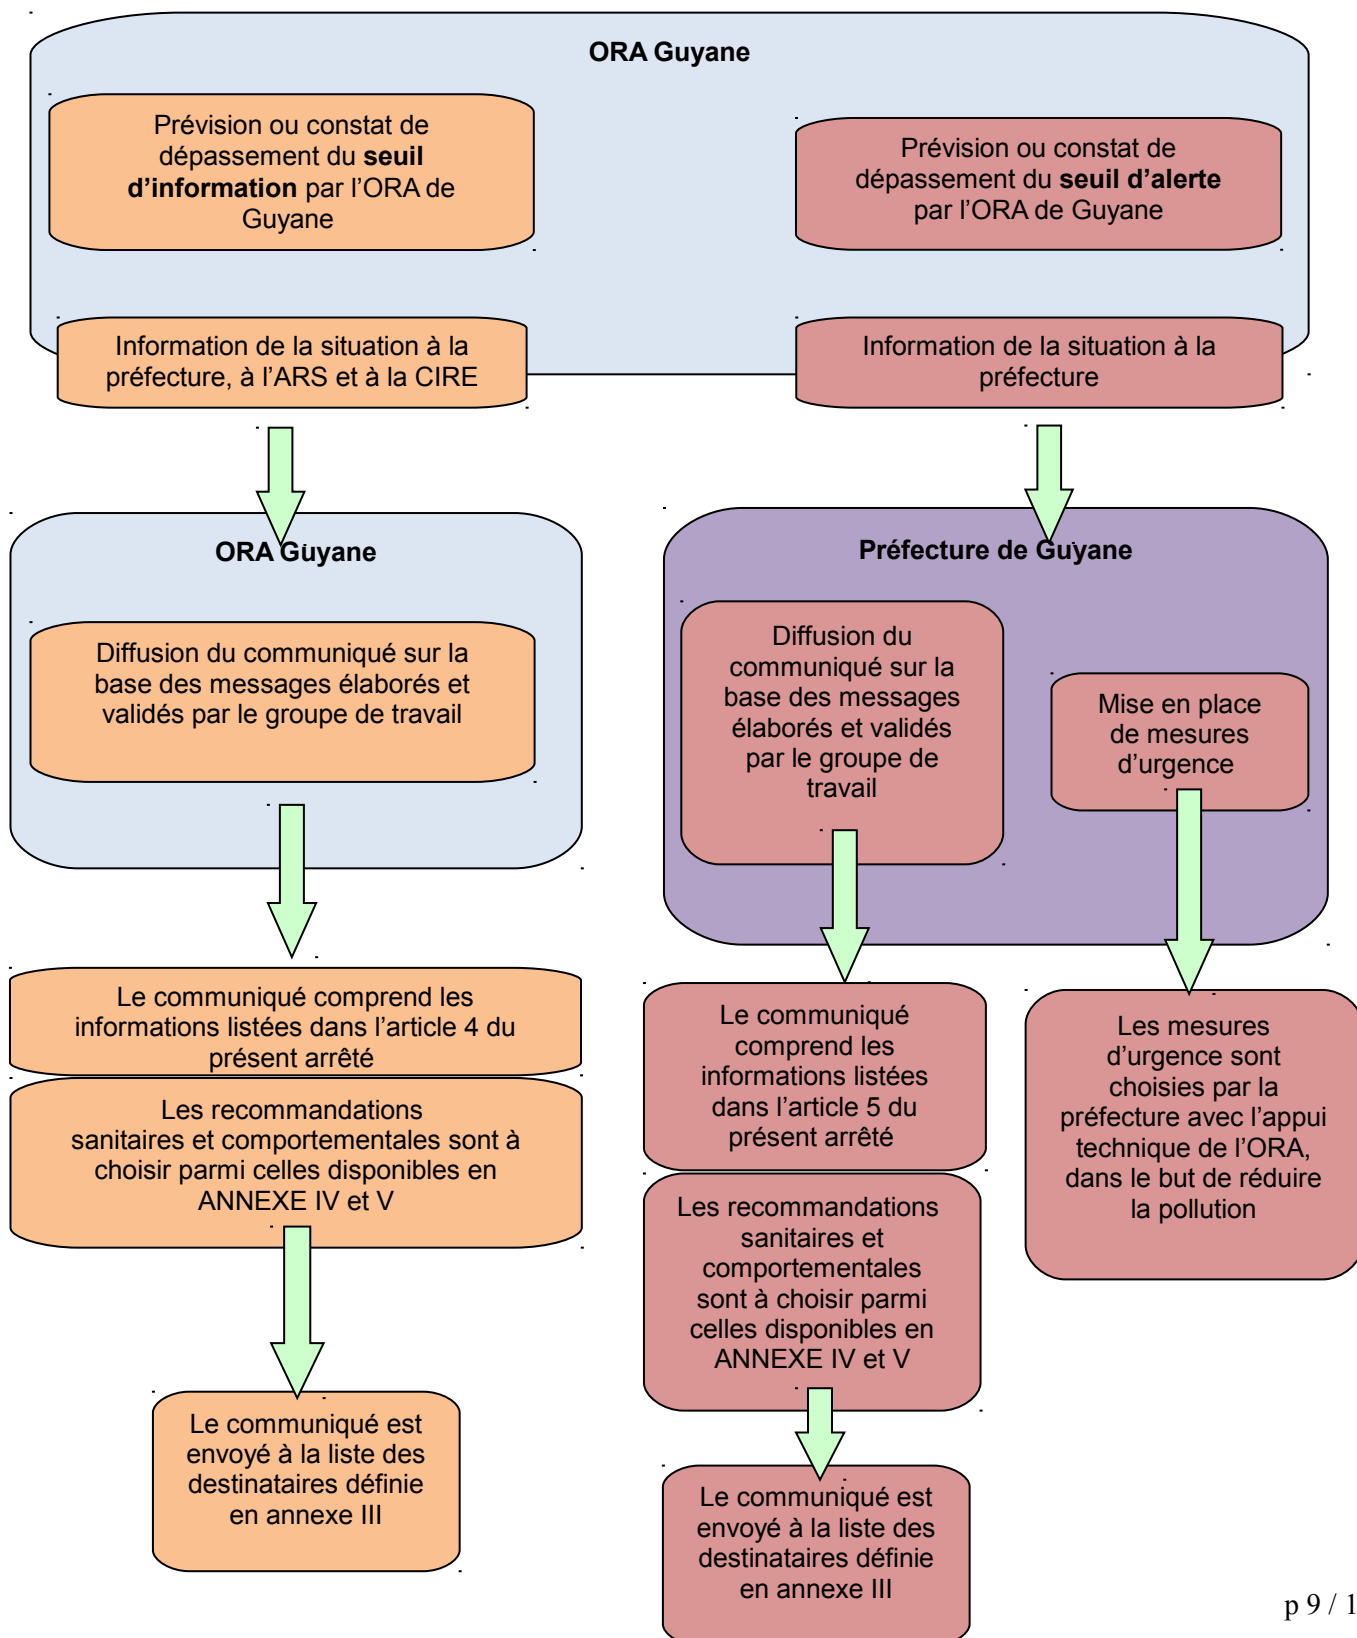 ORA Guyane
Prévision ou constat de
dépassement du seuil
d’information par l’ORA de
Guyane
Prévision ou constat de
dépassement du seuil d’alerte
par l’ORA de Guyane
Information de la situation à la
préfecture, à l’ARS et à la CIRE
Information de la situation à la
préfecture
ORA Guyane
Diffusion du communiqué sur la
base des messages élaborés et
validés par le groupe de travail
Préfecture de Guyane
Diffusion du
communiqué sur la
base des messages
élaborés et validés
par le groupe de
travail
Mise en place
de mesures
d’urgence
Le communiqué comprend les
informations listées dans l’article 4 du
présent arrêté
Les recommandations
sanitaires et comportementales sont à
choisir parmi celles disponibles en
ANNEXE IV et V
Le communiqué
comprend les
informations listées
dans l’article 5 du
présent arrêté
Les recommandations
sanitaires et
comportementales
sont à choisir parmi
celles disponibles en
ANNEXE IV et V
Les mesures
d’urgence sont
choisies par la
préfecture avec l’appui
technique de l’ORA,
dans le but de réduire
la pollution
Le communiqué est
envoyé à la liste des
destinataires définie
en annexe III
Le communiqué est
envoyé à la liste des
destinataires définie
en annexe III
p 9 / 1